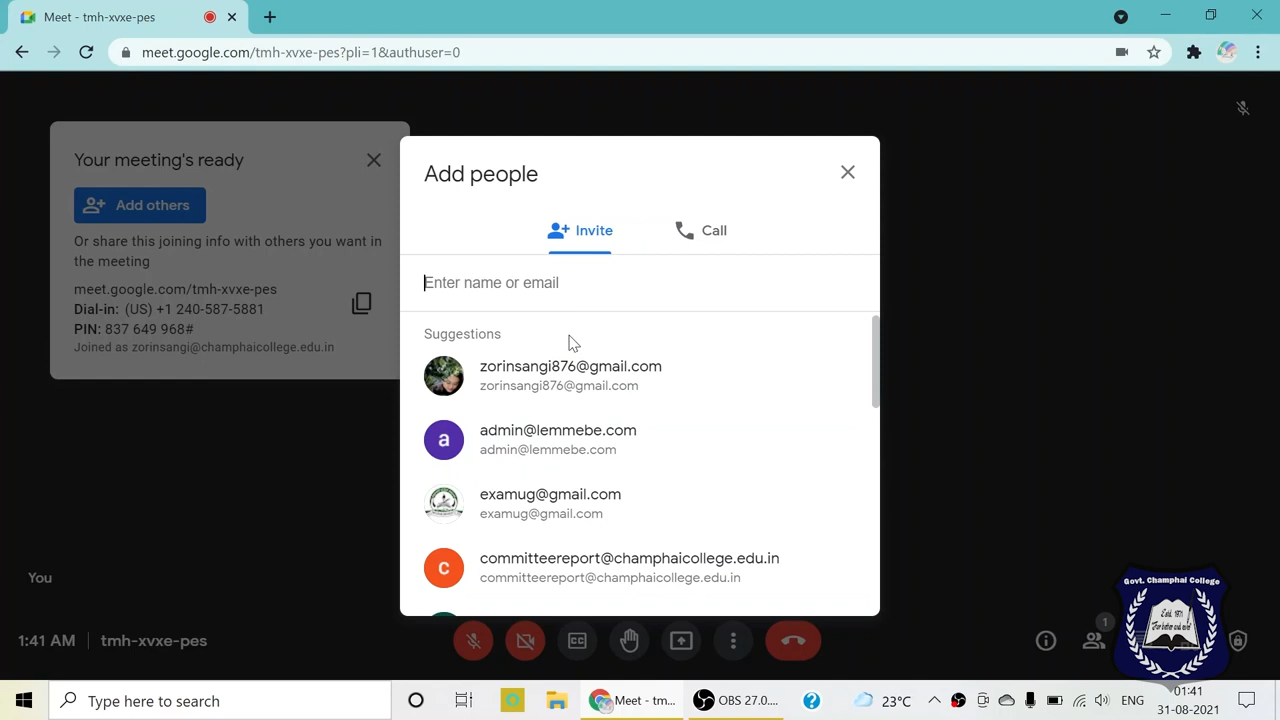 Meet - tmh-xvxe-pes
meet.google.com/tmh-xvxe-pes?pli=1&authuser=0
Your meeting's ready
Add others
Or share this joining info with others you want in
the meeting
meet.google.com/tmh-xvxe-pes
Dial-in: (US) +1 240-587-5881
PIN: 837 649 968#
Joined as zorinsangi@champhaicollege.edu.in
Add people
Invite
Call
Enter name or email
Suggestions
zorinsangi876@gmail.com
zorinsangi876@gmail.com
a
admin@lemmebe.com
admin@lemmebe.com
examug@gmail.com
examug@gmail.com
c
committeereport@champhaicollege.edu.in
committeereport@champhaicollege.edu.in
You
1:41 AM
tmh-xvxe-pes
CC
1
Govt. Champhai College
Estd. 1971
Type here to search
Meet - tm...
OBS 27.0....
23°C
ENG
01:41
31-08-2021